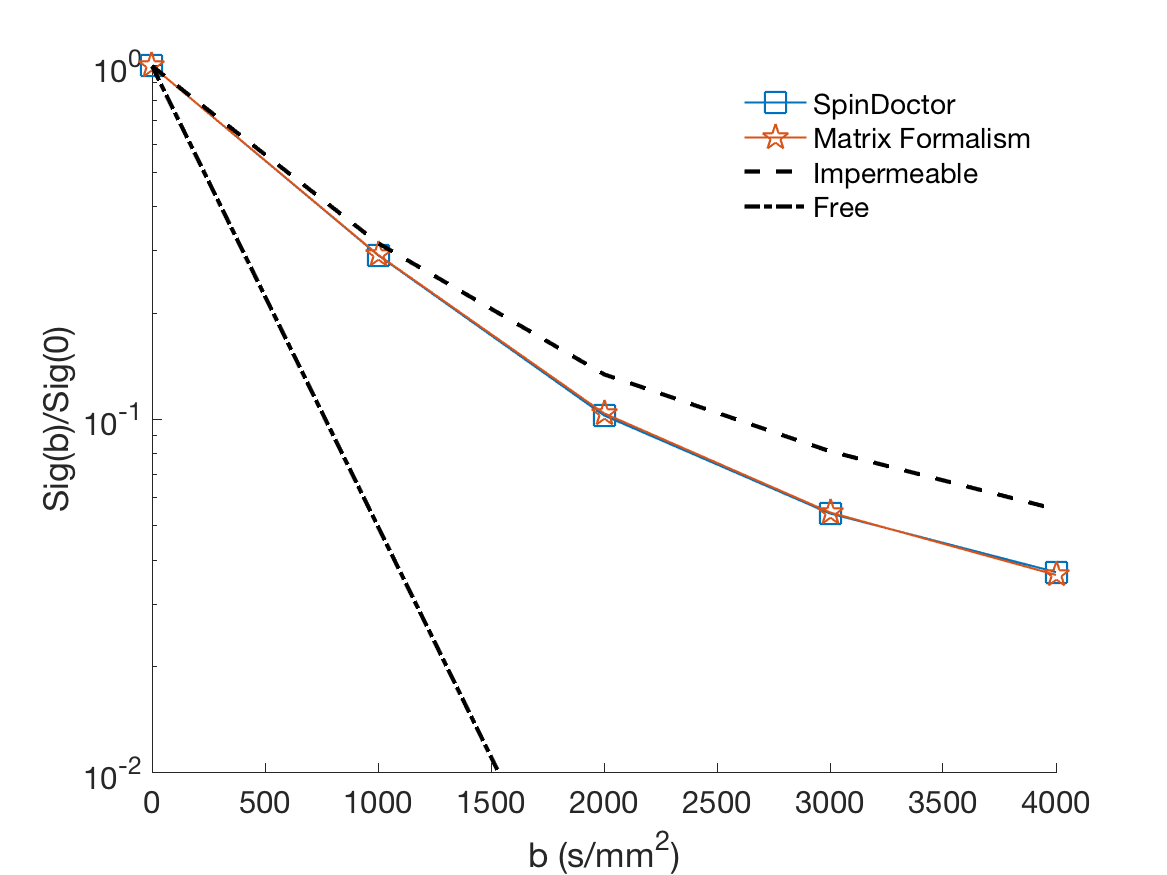 10^0
10^-1
10^-2
Sig(b)/Sig(0)
SpinDoctor
Matrix Formalism
Impermeable
Free
0 500 1000 1500 2000 2500 3000 3500 4000
b (s/mm^2)